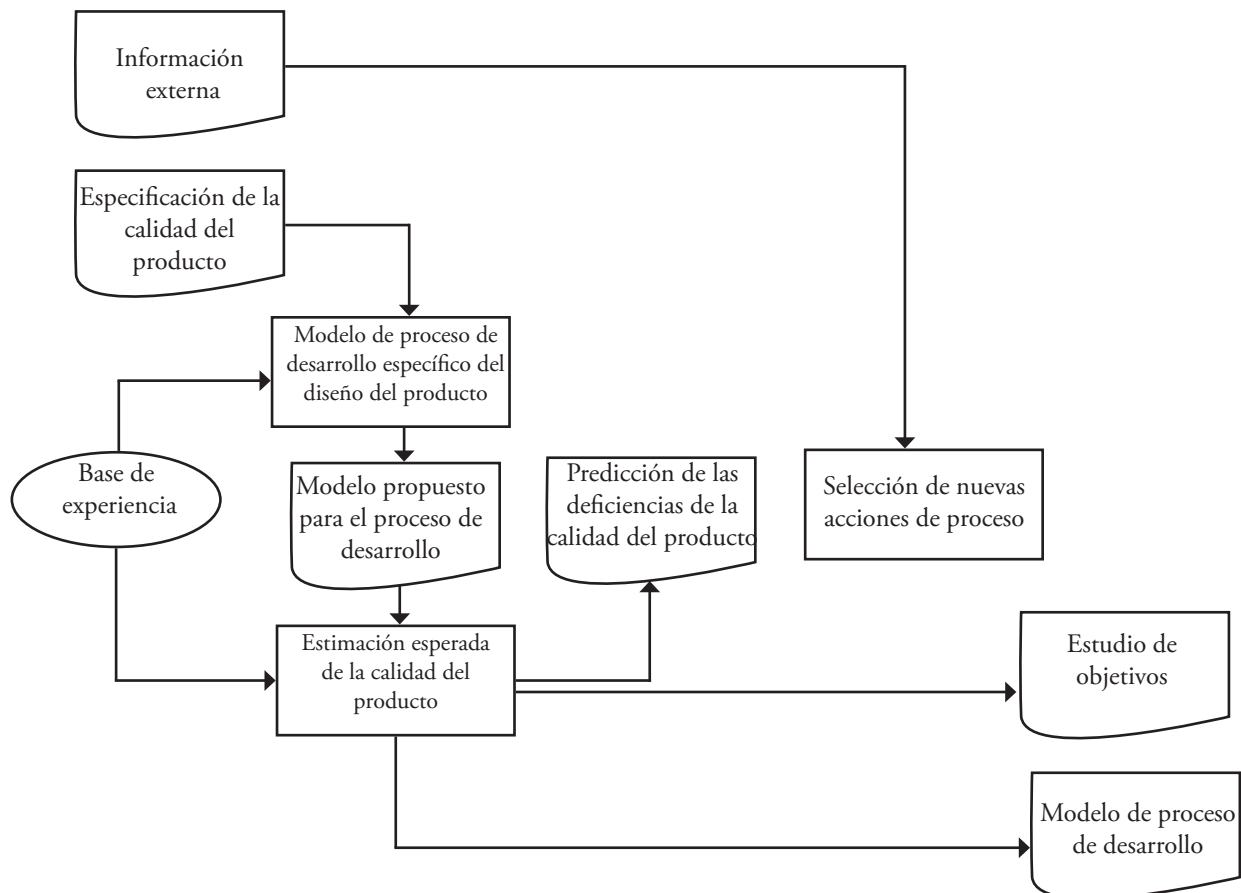 Información
externa
Especificación de la
calidad del
producto
Modelo de proceso de
desarrollo específico del
diseño del producto
Base de
experiencia
Modelo propuesto
para el proceso de
desarrollo
Predicción de las
deficiencias de la
calidad del producto
Selección de nuevas
acciones de proceso
Estimación esperada
de la calidad del
producto
Estudio de
objetivos
Modelo de proceso
de desarrollo